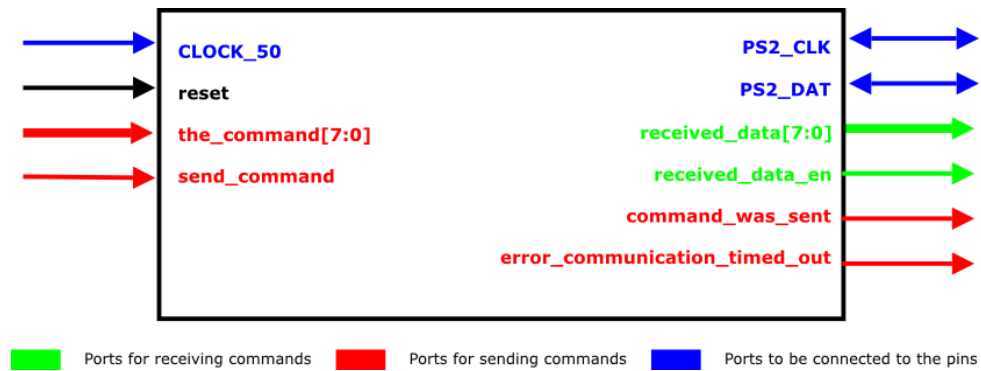 CLOCK_50
reset
the_command[7:0]
send_command
PS2_CLK
PS2_DAT
received_data[7:0]
received_data_en
command_was_sent
error_communication_timed_out
Ports for receiving commands
Ports for sending commands
Ports to be connected to the pins